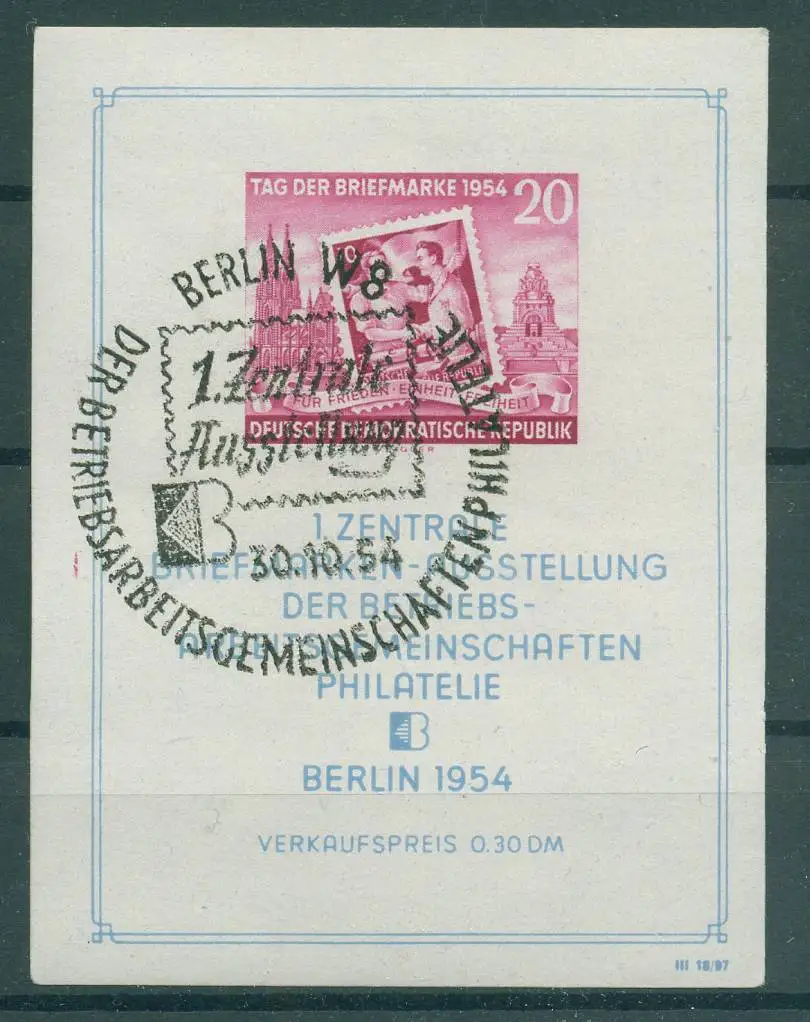 TAG DER BRIEFMARKE 1954 20
20
FÜR FRIEDEN · EINHEIT · FREIHEIT
DEUTSCHE DEMOKRATISCHE REPUBLIK
BERLIN W8
1. Zentrale
Ausstellung
B
30.10.54
DER BETRIEBSARBEITSGEMEINSCHAFTEN PHILATELIE
1. ZENTRALE
BRIEFMARKEN-AUSSTELLUNG
DER BETRIEBS-
ARBEITSGEMEINSCHAFTEN
PHILATELIE
B
BERLIN 1954
VERKAUFSPREIS 0.30 DM
III 18/97